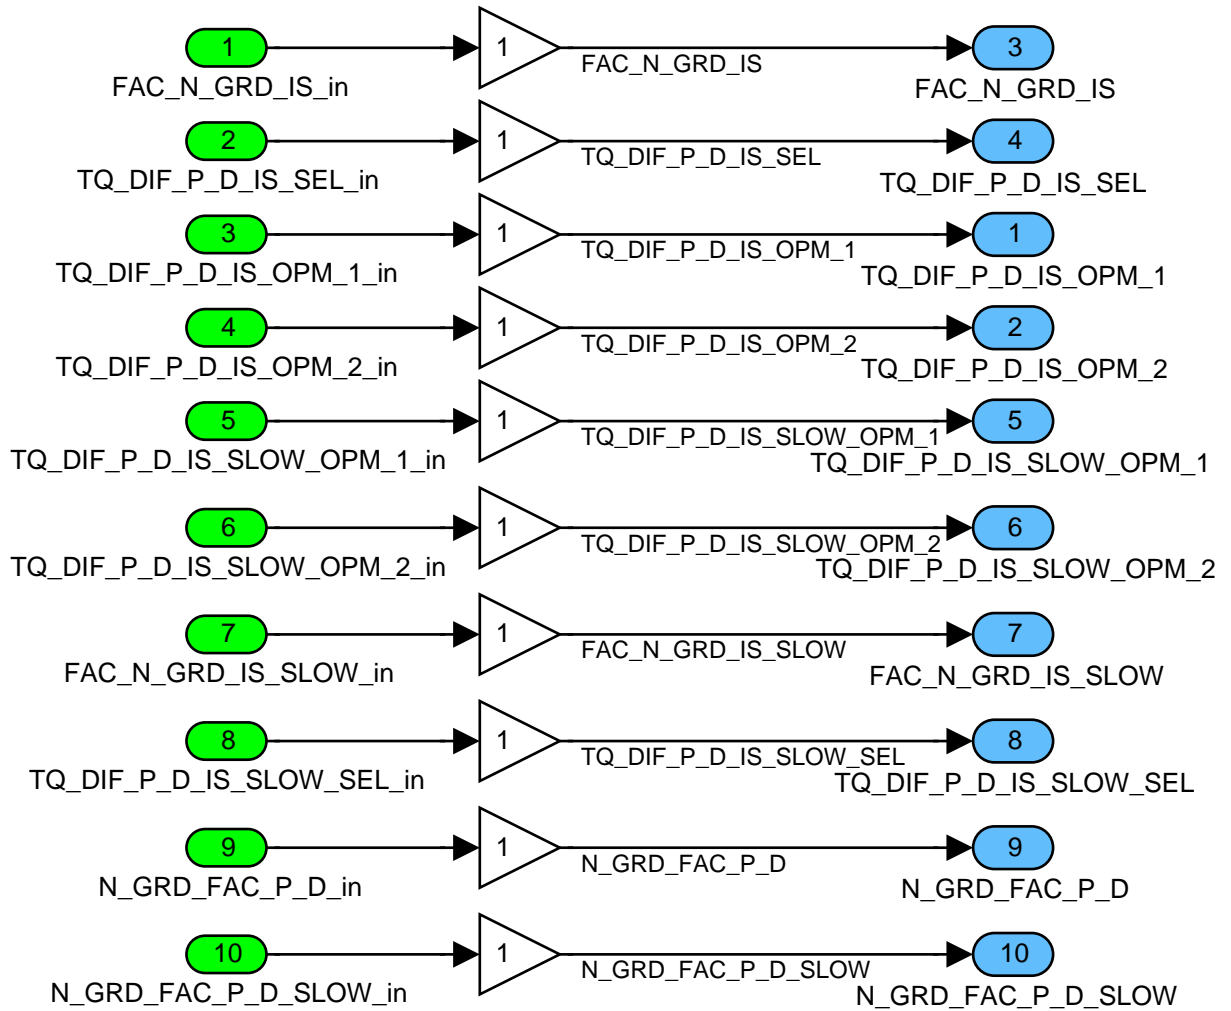 1 1 3
FAC_N_GRD_IS
FAC_N_GRD_IS_in FAC_N_GRD_IS
2 1 4
TQ_DIF_P_D_IS_SEL
TQ_DIF_P_D_IS_SEL_in TQ_DIF_P_D_IS_SEL
3 1 1
TQ_DIF_P_D_IS_OPM_1
TQ_DIF_P_D_IS_OPM_1_in TQ_DIF_P_D_IS_OPM_1
4 1 2
TQ_DIF_P_D_IS_OPM_2
TQ_DIF_P_D_IS_OPM_2_in TQ_DIF_P_D_IS_OPM_2
5 1 5
TQ_DIF_P_D_IS_SLOW_OPM_1
TQ_DIF_P_D_IS_SLOW_OPM_1_in TQ_DIF_P_D_IS_SLOW_OPM_1
6 1 6
TQ_DIF_P_D_IS_SLOW_OPM_2
TQ_DIF_P_D_IS_SLOW_OPM_2_in TQ_DIF_P_D_IS_SLOW_OPM_2
7 1 7
FAC_N_GRD_IS_SLOW
FAC_N_GRD_IS_SLOW_in FAC_N_GRD_IS_SLOW
8 1 8
TQ_DIF_P_D_IS_SLOW_SEL
TQ_DIF_P_D_IS_SLOW_SEL_in TQ_DIF_P_D_IS_SLOW_SEL
9 1 9
N_GRD_FAC_P_D
N_GRD_FAC_P_D_in N_GRD_FAC_P_D
10 1 10
N_GRD_FAC_P_D_SLOW
N_GRD_FAC_P_D_SLOW_in N_GRD_FAC_P_D_SLOW